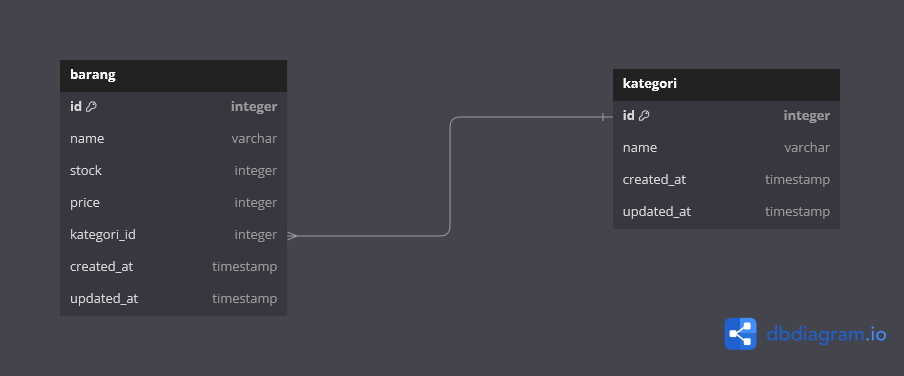 barang
id integer
name varchar
stock integer
price integer
kategori_id integer
created_at timestamp
updated_at timestamp
kategori
id integer
name varchar
created_at timestamp
updated_at timestamp
dbdiagram.io